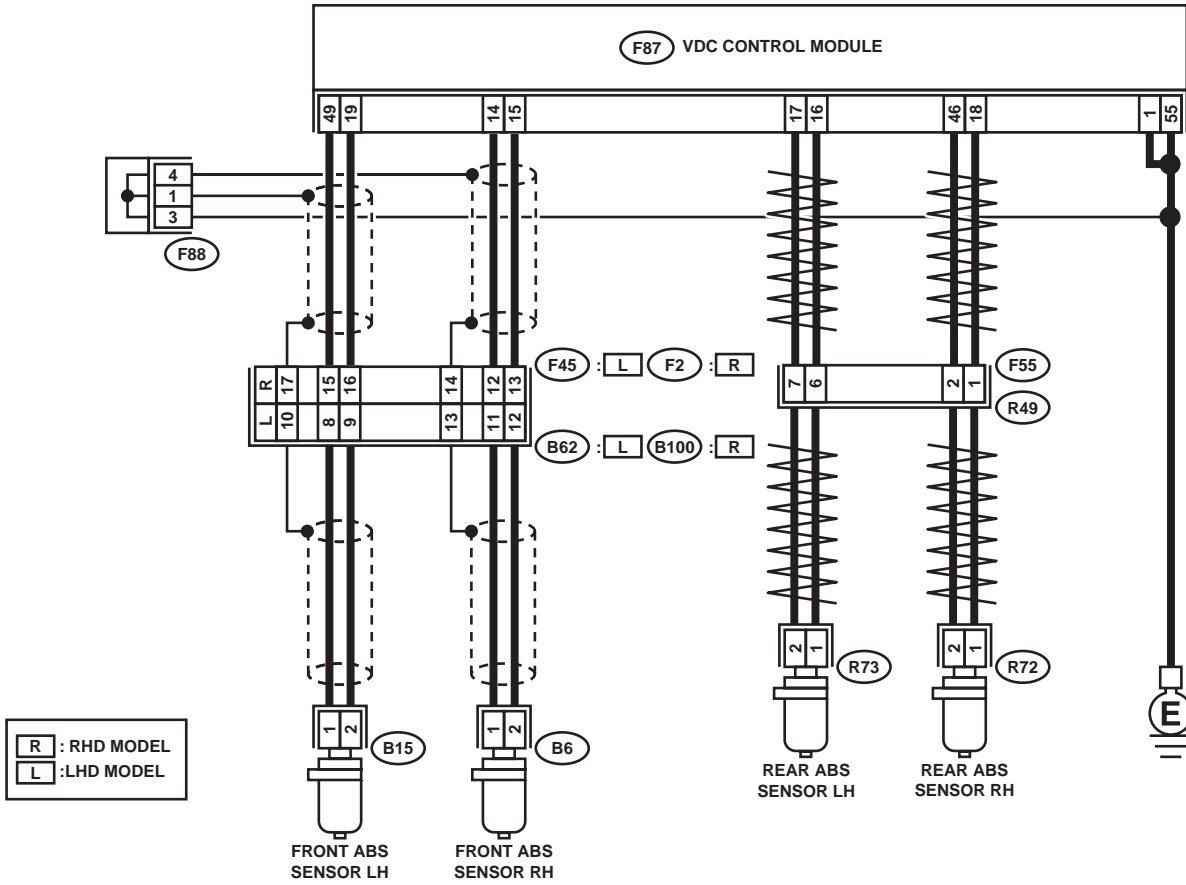 F87 VDC CONTROL MODULE
49 19 14 15 17 16 46 18 1 55
4
1
3
F88
F45 : L F2 : R
F55
R 17 15 16 14 12 13
7 6 2 1
L 10 8 9 13 11 12
R49
B62 : L B100 : R
2 1 R73
2 1 R72
E
R : RHD MODEL
L :LHD MODEL
1 2 B15
1 2 B6
REAR ABS
SENSOR LH
REAR ABS
SENSOR RH
FRONT ABS
SENSOR LH
FRONT ABS
SENSOR RH